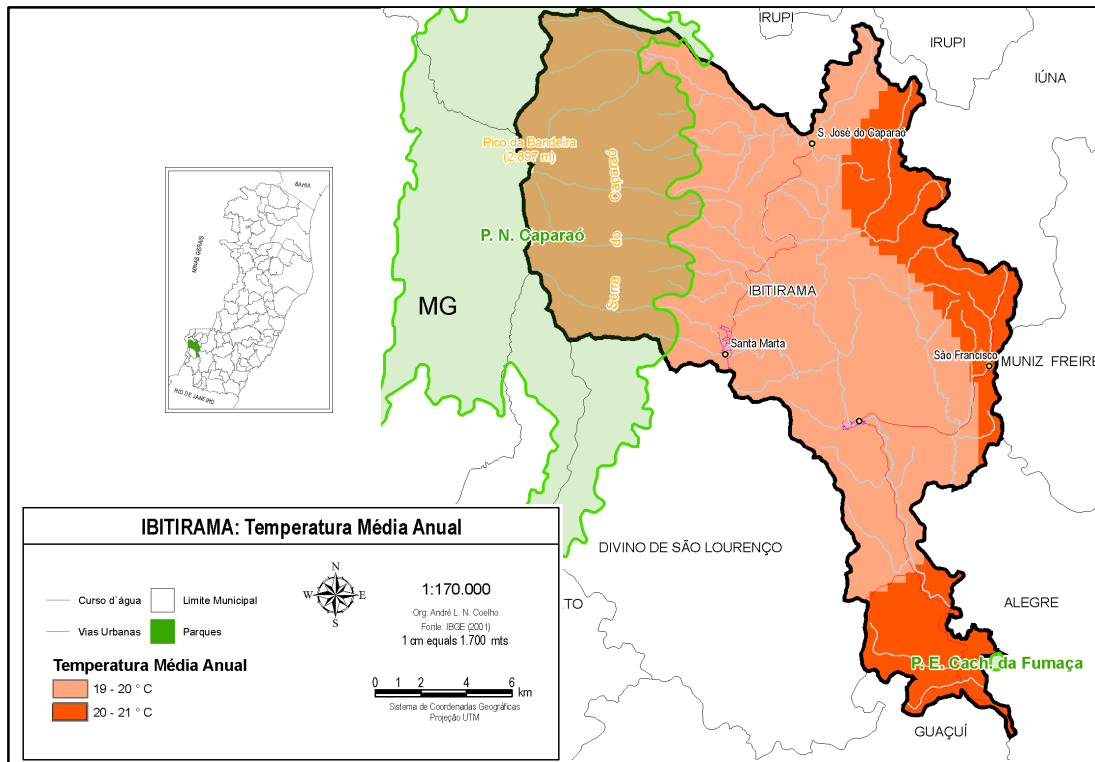 IRUPI
IRUPI
IÚNA
S. José do Caparaó
Pico da Bandeira
(2.897 m)
Serra do Caparaó
P. N. Caparaó
MG
IBITIRAMA
Santa Marta
São Francisco
MUNIZ FREIRE
BAHIA
MINAS GERAIS
RIO DE JANEIRO
DIVINO DE SÃO LOURENÇO
TO
ALEGRE
P. E. Cach. da Fumaça
GUAÇUÍ
IBITIRAMA: Temperatura Média Anual
Curso d`água
Limite Municipal
Vias Urbanas
Parques
N
W
E
S
1:170.000
Org: André L. N. Coelho
Fonte: IBGE (2001)
1 cm equals 1.700 mts
Temperatura Média Anual
19 - 20 ° C
20 - 21 ° C
0 1 2 4 6
km
Sistema de Coordenadas Geográficas
Projeção UTM